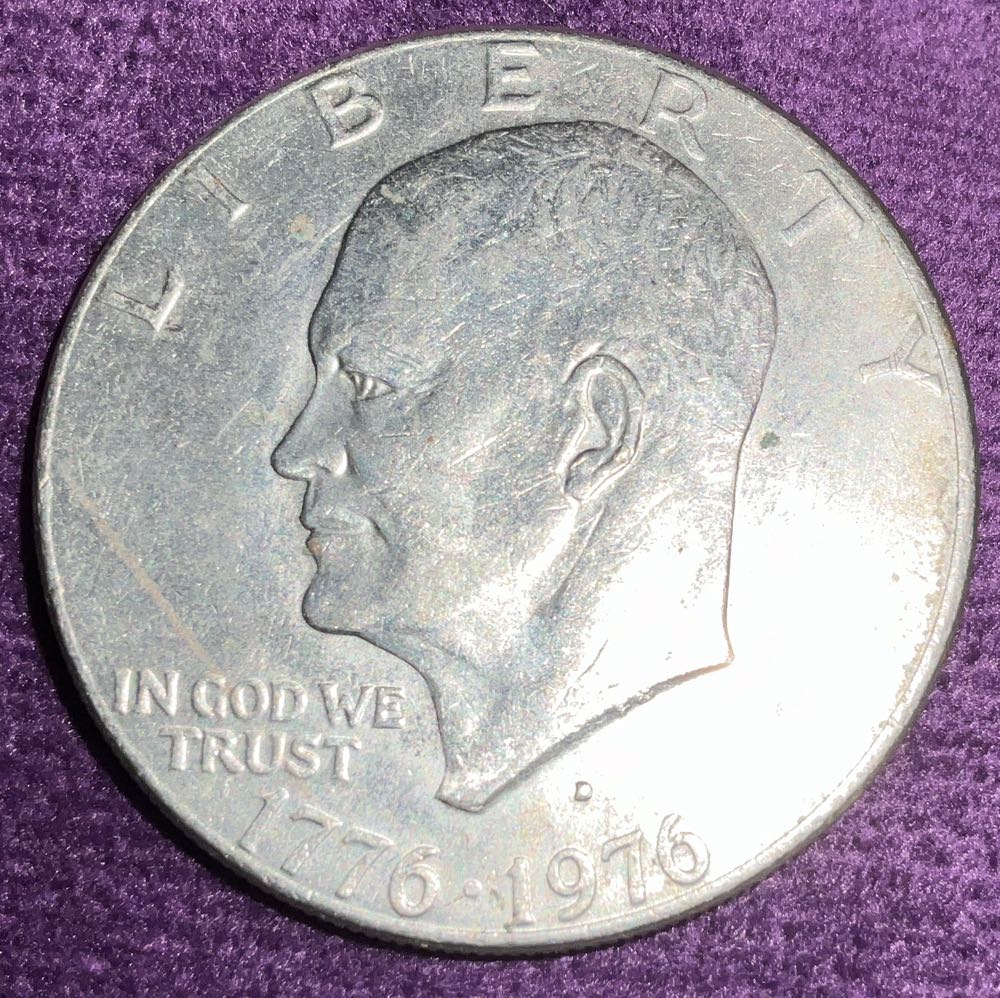 LIBERTY
IN GOD WE
TRUST
D
1776·1976